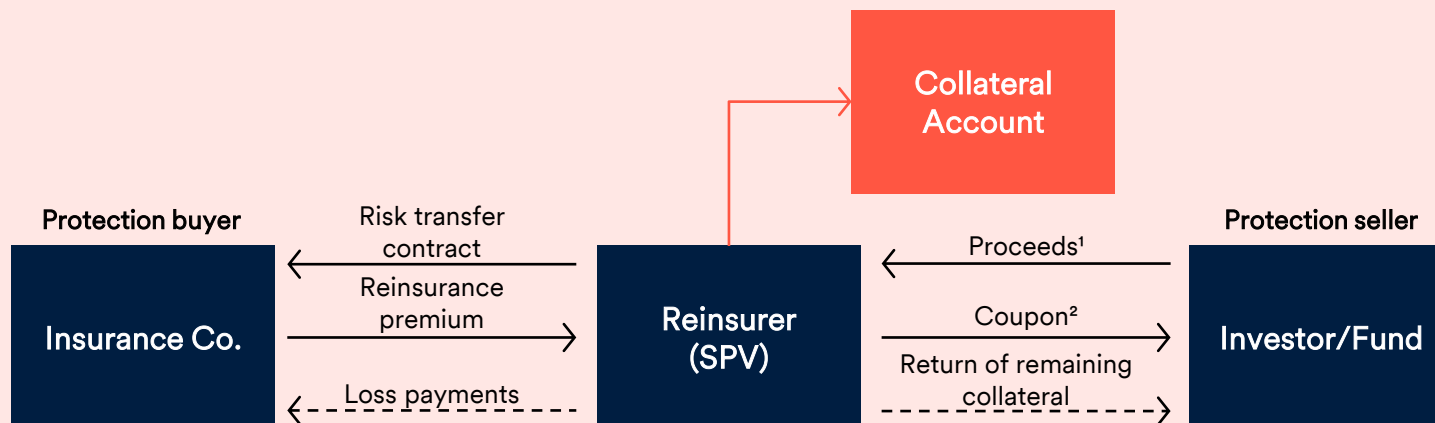 Collateral
Account
Protection buyer
Risk transfer
contract
Protection seller
Proceeds¹
Reinsurance
premium
Insurance Co.
Reinsurer
(SPV)
Coupon²
Investor/Fund
Return of remaining
collateral
Loss payments